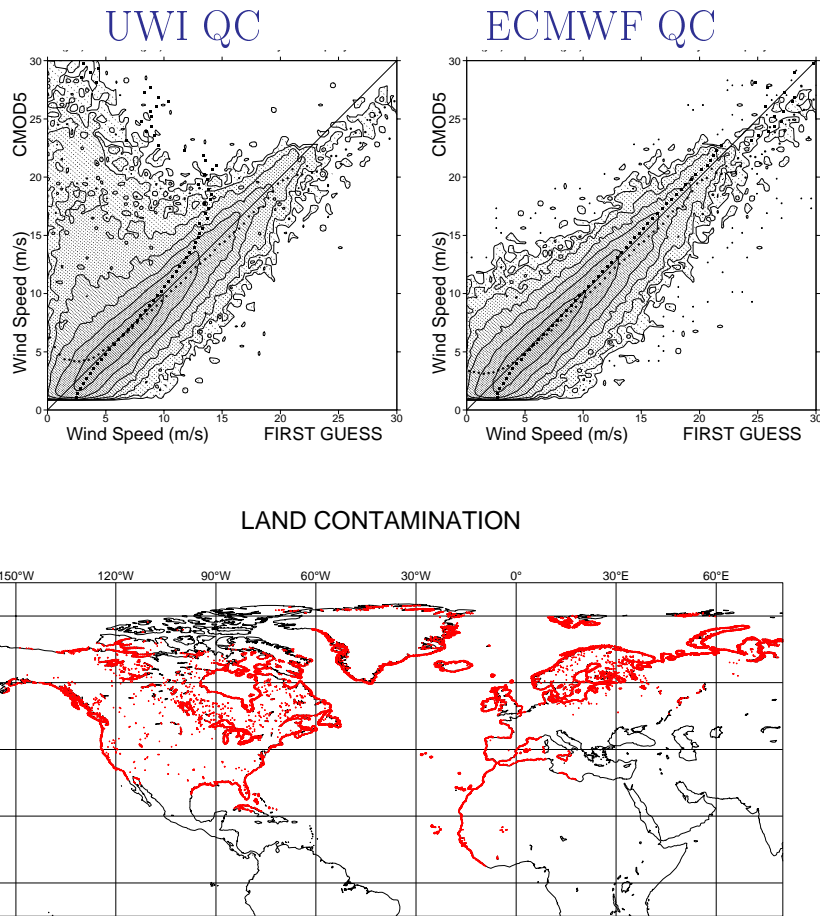 UWI QC
ECMWF QC
30
25
20
15
10
5
0
Wind Speed (m/s)
CMOD5
0
5
10
15
20
25
30
Wind Speed (m/s)
FIRST GUESS
30
25
20
15
10
5
0
Wind Speed (m/s)
CMOD5
0
5
10
15
20
25
30
Wind Speed (m/s)
FIRST GUESS
LAND CONTAMINATION
150°W 120°W 90°W 60°W 30°W 0° 30°E 60°E